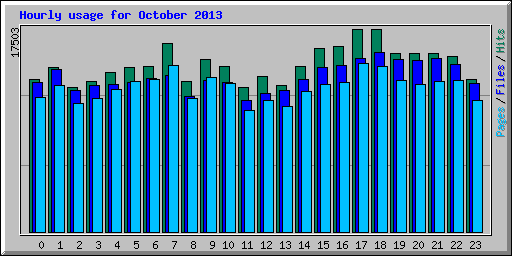 Hourly usage for October 2013
17503
Pages / Files / Hits
0 1 2 3 4 5 6 7 8 9 10 11 12 13 14 15 16 17 18 19 20 21 22 23